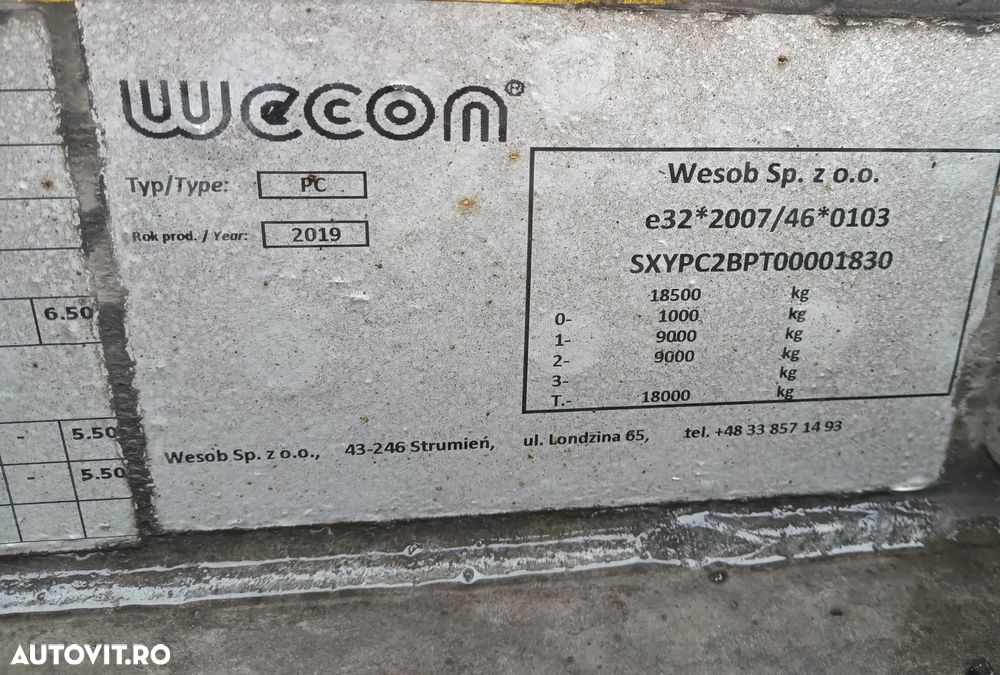 wecon®
Typ/Type: PC
Rok prod. / Year: 2019
Wesob Sp. z o.o.
e32*2007/46*0103
SXYPC2BPT00001830
18500 kg
0- 1000 kg
1- 9000 kg
2- 9000 kg
3- kg
T.- 18000 kg
Wesob Sp. z o.o., 43-246 Strumień, ul. Londzina 65, tel. +48 33 857 14 93
6.50
- 5.50
- 5.50
AUTOVIT.RO